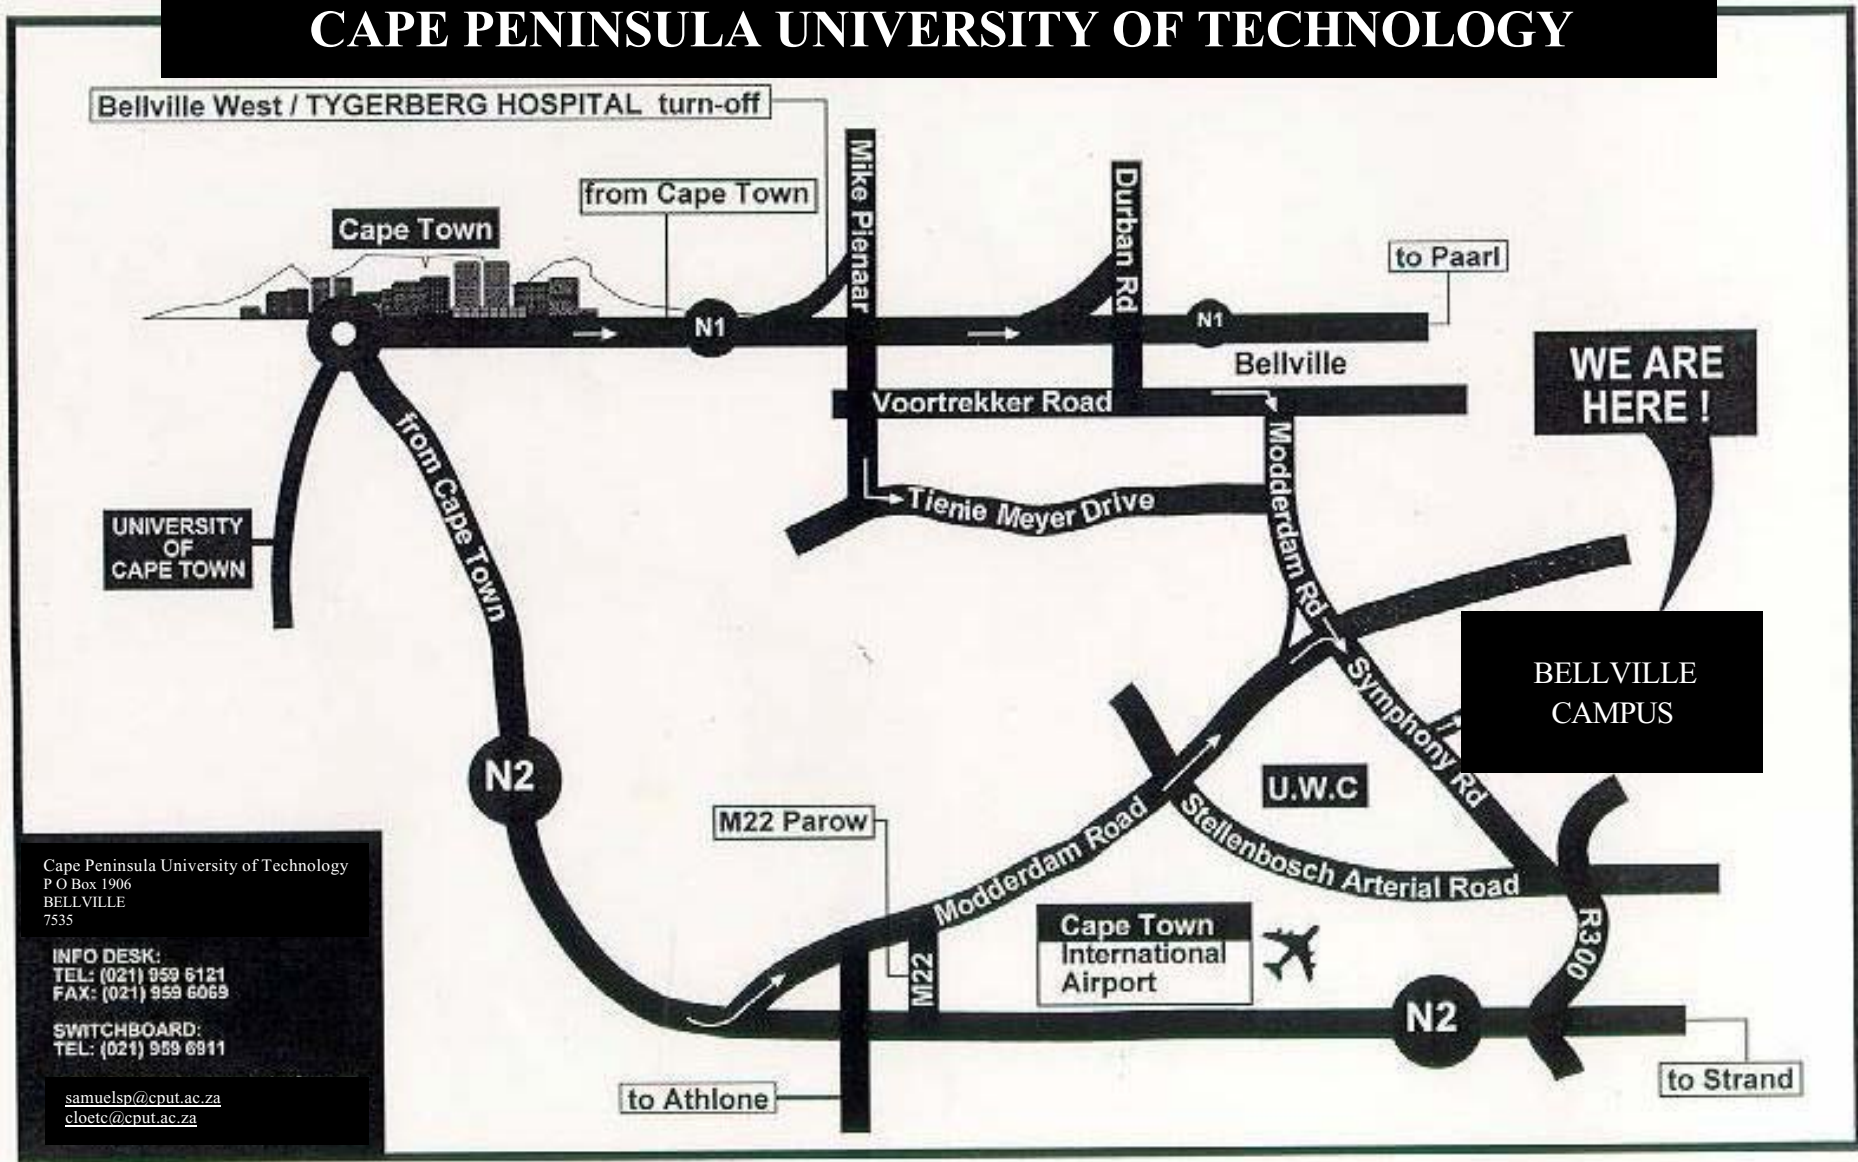 CAPE PENINSULA UNIVERSITY OF TECHNOLOGY
Bellville West / TYGERBERG HOSPITAL turn-off
from Cape Town
Cape Town
Mike Pienaar
Durban Rd
to Paarl
N1
N1
Bellville
WE ARE
HERE !
Voortrekker Road
from Cape Town
Modderdam Rd
Tienie Meyer Drive
UNIVERSITY
OF
CAPE TOWN
BELLVILLE
CAMPUS
Symphony Rd
N2
U.W.C
M22 Parow
Modderdam Road
Stellenbosch Arterial Road
Cape Town
International
Airport
M22
R300
N2
to Strand
to Athlone
Cape Peninsula University of Technology
P O Box 1906
BELLVILLE
7535
INFO DESK:
TEL: (021) 959 6121
FAX: (021) 959 6069
SWITCHBOARD:
TEL: (021) 959 6911
samuelsp@cput.ac.za
cloetc@cput.ac.za